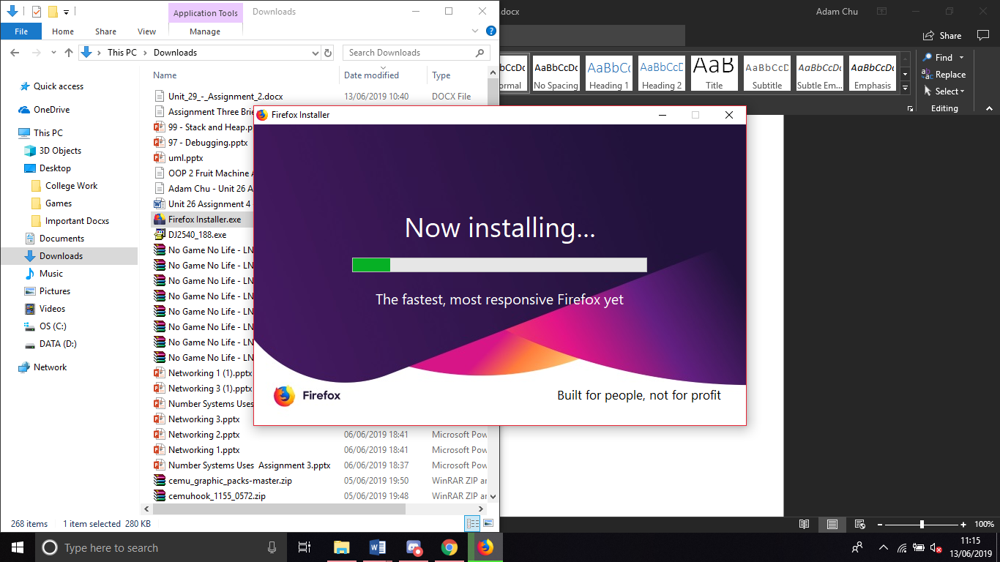 Application Tools
Downloads
.docx
Adam Chu
File
Home
Share
View
Manage
Share
This PC
Downloads
Search Downloads
Find
Replace
Select
Editing
AaBbCcDc
No Spacing
AaBbCc
Heading 1
AaBbCcD
Heading 2
AaB
Title
AaBbCcD
Subtitle
AaBbCcDc
Subtle Em...
AaBbCcDc
Emphasis
Name
Date modified
Type
Quick access
OneDrive
This PC
3D Objects
Desktop
College Work
Games
Important Docxs
Documents
Downloads
Music
Pictures
Videos
OS (C:)
DATA (D:)
Network
Unit_29_-_Assignment_2.docx 13/06/2019 10:40 DOCX File
Assignment Three Brie
99 - Stack and Heap.p
97 - Debugging.pptx
uml.pptx
OOP 2 Fruit Machine
Adam Chu - Unit 26 A
Unit 26 Assignment 4
Firefox Installer.exe
DJ2540_188.exe
No Game No Life - LN
No Game No Life - LN
No Game No Life - LN
No Game No Life - LN
No Game No Life - LN
No Game No Life - LN
No Game No Life - LN
No Game No Life - LN
Networking 1 (1).pptx
Networking 3 (1).pptx
Number Systems Uses
Networking 3.pptx
Networking 2.pptx 06/06/2019 18:41 Microsoft Pow
Networking 1.pptx 06/06/2019 18:41 Microsoft Pow
Number Systems Uses Assignment 3.pptx 06/06/2019 18:37 Microsoft Pow
cemu_graphic_packs-master.zip 05/06/2019 19:50 WinRAR ZIP ar
cemuhook_1155_0572.zip 05/06/2019 19:48 WinRAR ZIP ar
268 items
1 item selected 280 KB
Firefox Installer
Now installing...
The fastest, most responsive Firefox yet
Firefox
Built for people, not for profit
100%
Type here to search
11:15
13/06/2019